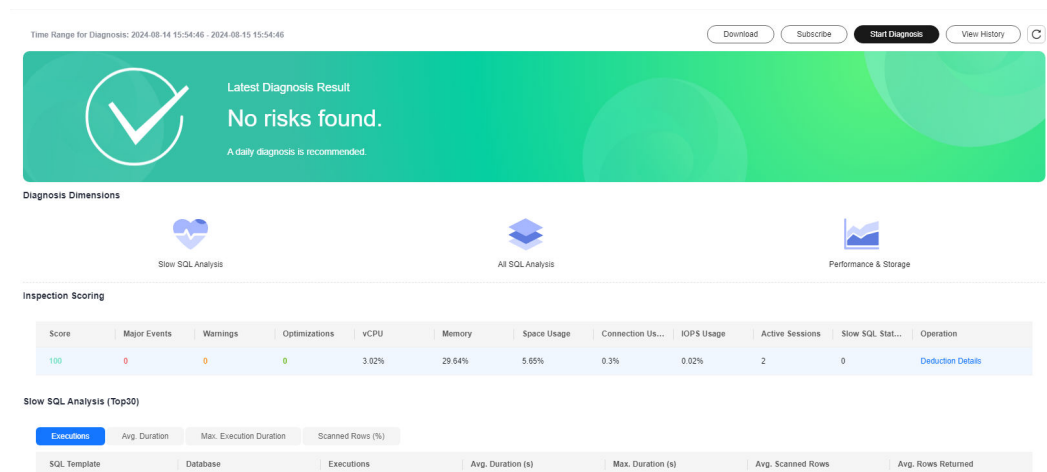 Time Range for Diagnosis: 2024-08-14 15:54:46 - 2024-08-15 15:54:46
Download
Subscribe
Start Diagnosis
View History
Latest Diagnosis Result
No risks found.
A daily diagnosis is recommended.
Diagnosis Dimensions
Slow SQL Analysis
All SQL Analysis
Performance & Storage
Inspection Scoring
Score Major Events Warnings Optimizations vCPU Memory Space Usage Connection Us... IOPS Usage Active Sessions Slow SQL Stat... Operation
100 0 0 0 3.02% 29.64% 5.65% 0.3% 0.02% 2 0 Deduction Details
Slow SQL Analysis (Top30)
Executions Avg. Duration Max. Execution Duration Scanned Rows (%)
SQL Template Database Executions Avg. Duration (s) Max. Duration (s) Avg. Scanned Rows Avg. Rows Returned